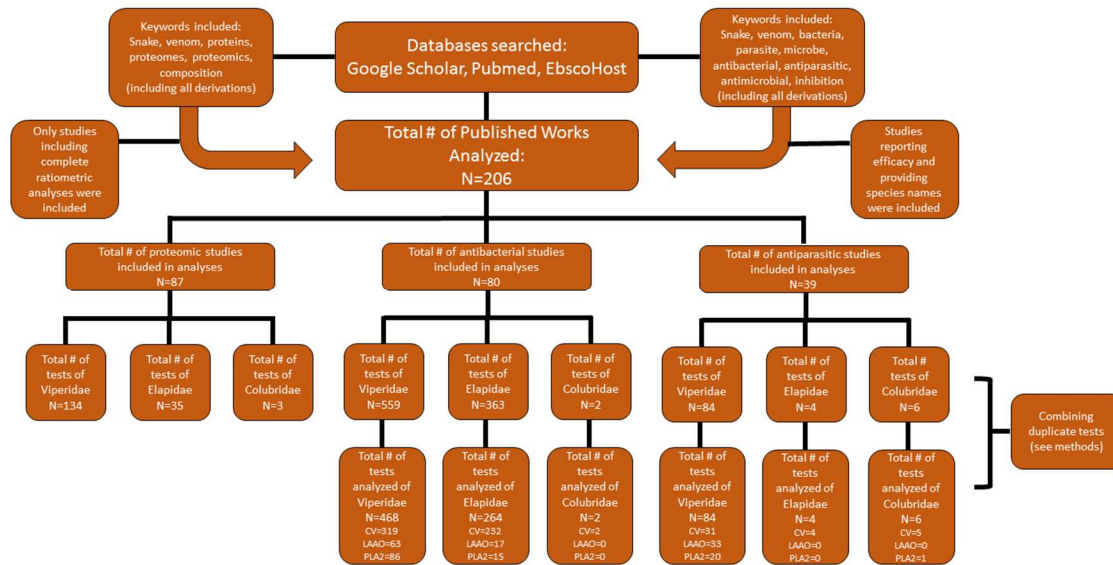 Keywords included:
Snake, venom, proteins,
proteomes, proteomics,
composition
(including all derivations)
Databases searched:
Google Scholar, Pubmed, EbscoHost
Keywords included:
Snake, venom, bacteria,
parasite, microbe,
antibacterial, antiparasitic,
antimicrobial, inhibition
(including all derivations)
Only studies
including
complete
ratiometric
analyses were
included
Total # of Published Works
Analyzed:
N=206
Studies
reporting
efficacy and
providing
species names
were included
Total # of proteomic studies
included in analyses
N=87
Total # of antibacterial studies
included in analyses
N=80
Total # of antiparasitic studies
included in analyses
N=39
Total # of
tests of
Viperidae
N=134
Total # of
tests of
Elapidae
N=35
Total # of
tests of
Colubridae
N=3
Total # of
tests of
Viperidae
N=559
Total # of
tests of
Elapidae
N=363
Total # of
tests of
Colubridae
N=2
Total # of
tests of
Viperidae
N=84
Total # of
tests of
Elapidae
N=4
Total #
tests of
Colubridae
N=6
Combining
duplicate tests
(see methods)
Total # of
tests
analyzed of
Viperidae
N=468
CV=319
LAAO=63
PLA2=86
Total # of
tests
analyzed of
Elapidae
N=264
CV=232
LAAO=17
PLA2=15
Total # of
tests
analyzed of
Colubridae
N=2
CV=2
LAAO=0
PLA2=0
Total # of
tests
analyzed of
Viperidae
N=84
CV=31
LAAO=33
PLA2=20
Total # of
tests
analyzed of
Elapidae
N=4
CV=4
LAAO=0
PLA2=0
Total # of
tests
analyzed of
Colubridae
N=6
CV=5
LAAO=0
PLA2=1